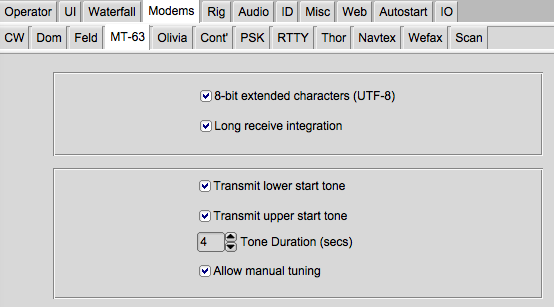 Operator UI Waterfall Modems Rig Audio ID Misc Web Autostart IO
CW Dom Feld MT-63 Olivia Cont' PSK RTTY Thor Navtex Wefax Scan
8-bit extended characters (UTF-8)
Long receive integration
Transmit lower start tone
Transmit upper start tone
4 Tone Duration (secs)
Allow manual tuning